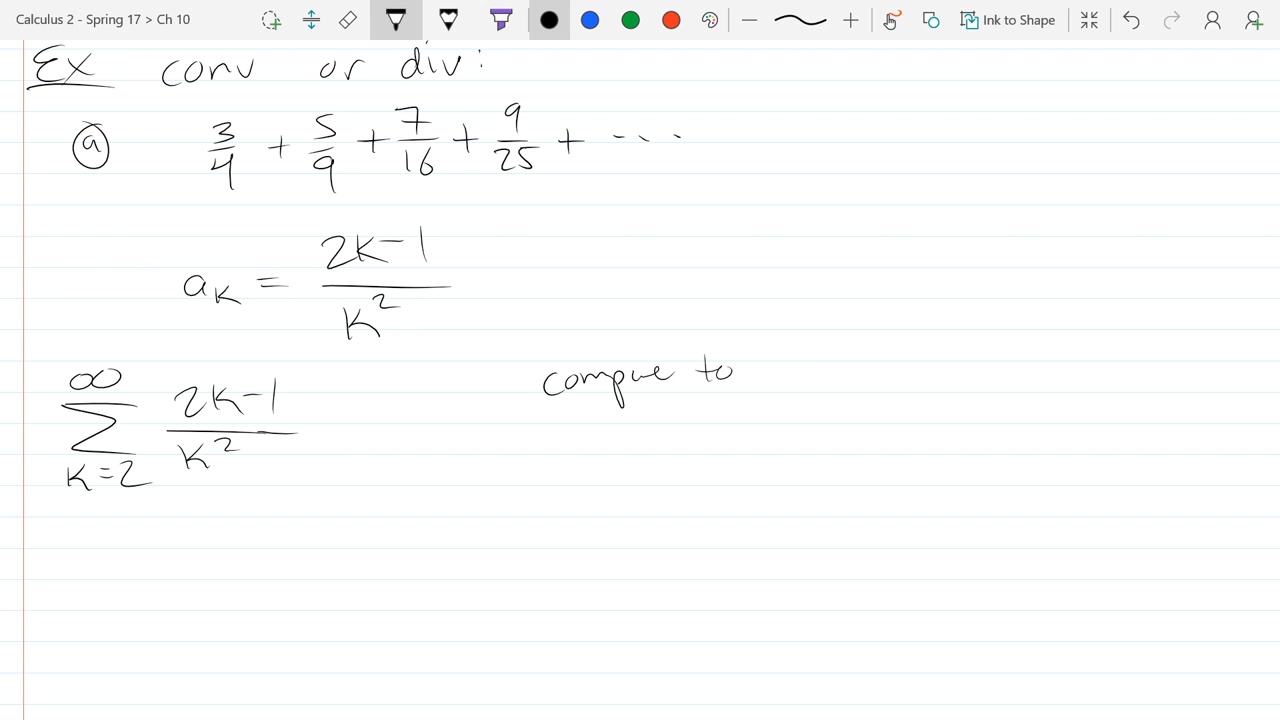 Calculus 2 - Spring 17 > Ch 10 Ink to Shape
Ex conv or div:
(a) 3/4 + 5/9 + 7/16 + 9/25 + ...
a_k = (2k-1)/k^2
∑_{k=2}^{∞} (2k-1)/k^2 compare to